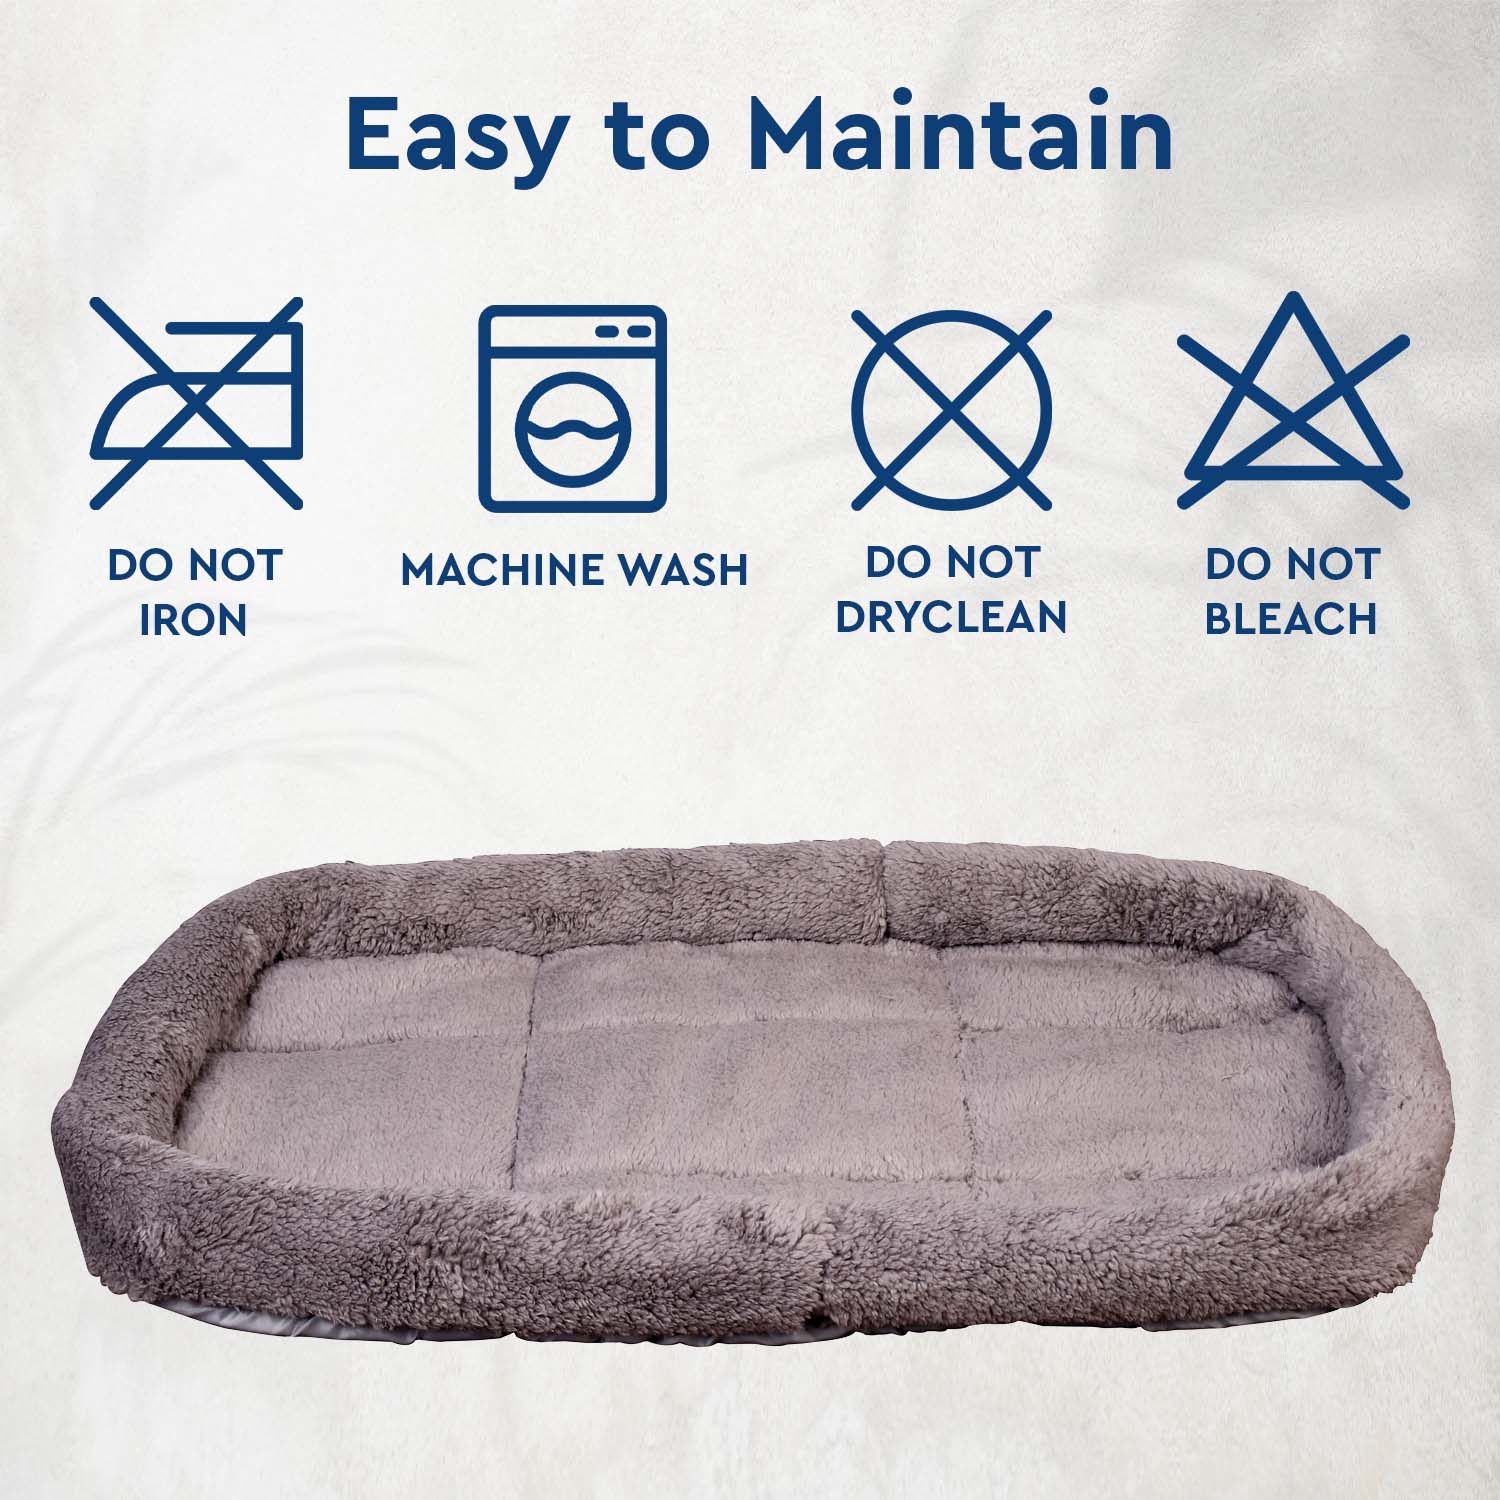 Easy to Maintain
DO NOT
IRON
MACHINE WASH
DO NOT
DRYCLEAN
DO NOT
BLEACH